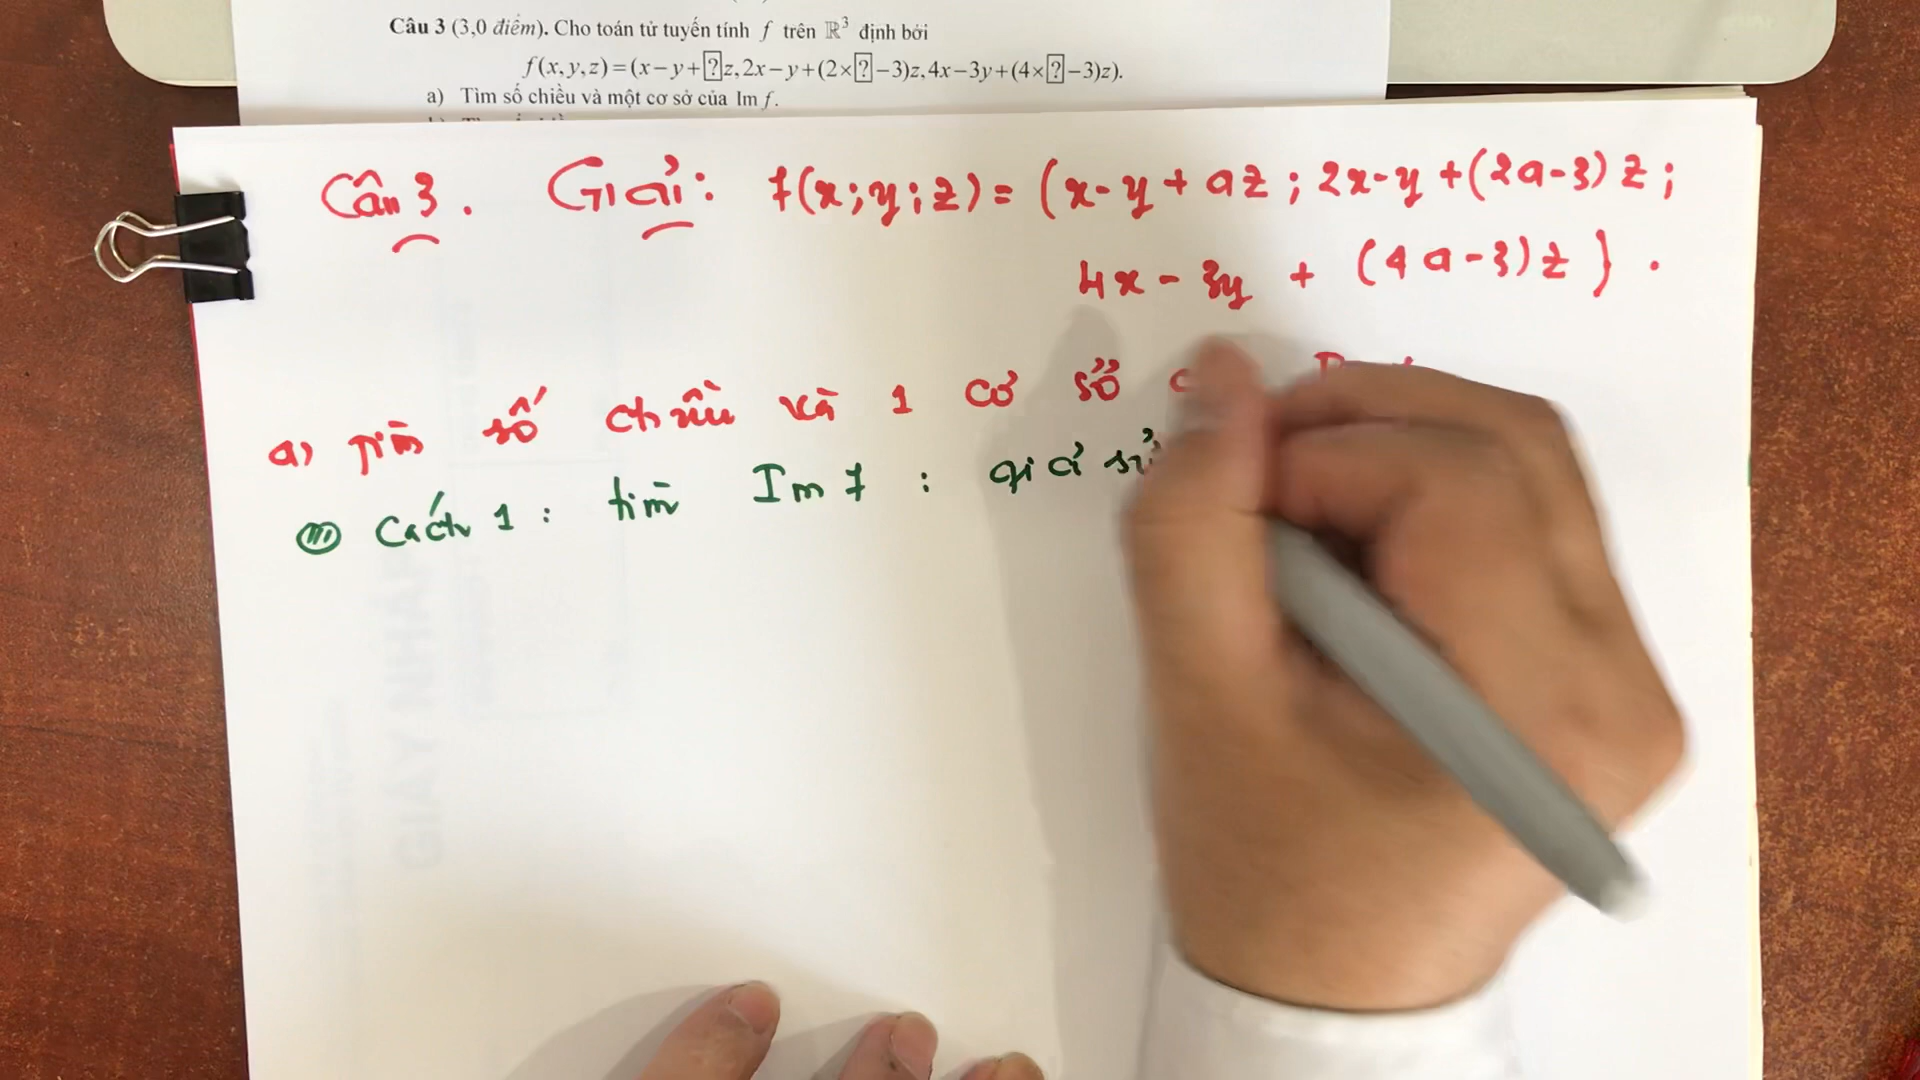 Câu 3 (3,0 điểm). Cho toán tử tuyến tính f trên ℝ³ định bởi
f(x,y,z)=(x−y+[?]z,2x−y+(2×[?]−3)z,4x−3y+(4×[?]−3)z).
a) Tìm số chiều và một cơ sở của Im f.
Câu 3. Giải: f(x;y;z)= (x-y+az; 2x-y+(2a-3)z;
4x-3y + (4a-3)z).
a) Tìm số chiều và 1 cơ sở
Cách 1: tìm Im f: giả sử